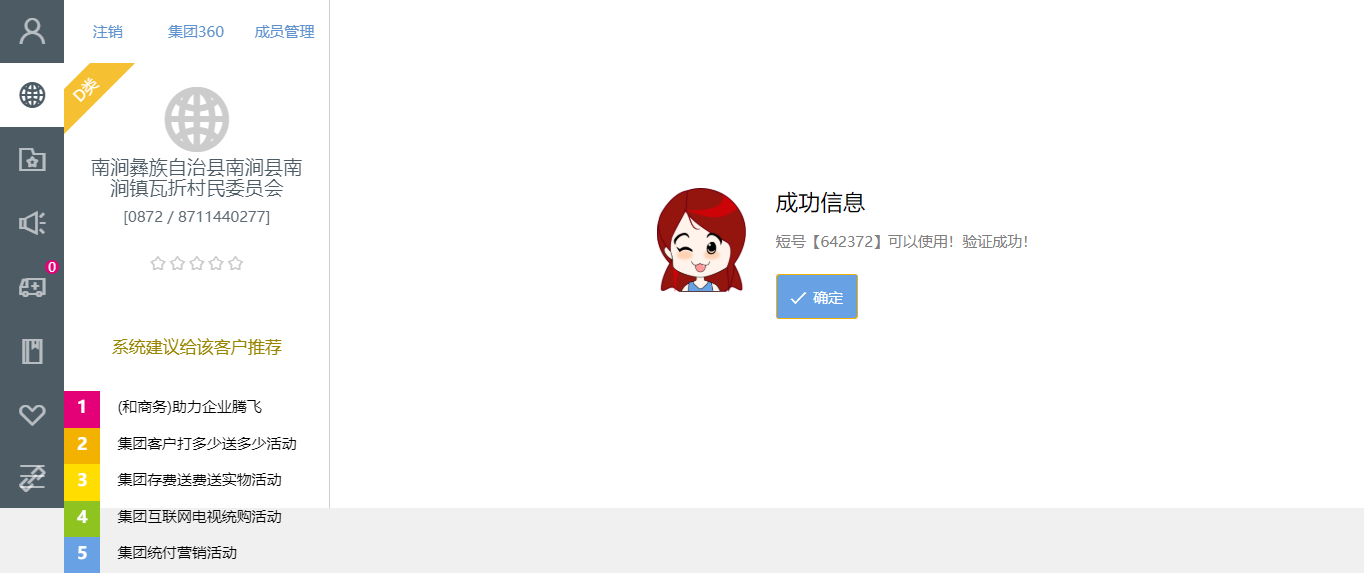 注销 集团360 成员管理
D类
南涧彝族自治县南涧县南
涧镇瓦折村民委员会
[0872 / 8711440277]
0
系统建议给该客户推荐
1 (和商务)助力企业腾飞
2 集团客户打多少送多少活动
3 集团存费送费送实物活动
4 集团互联网电视统购活动
5 集团统付营销活动
成功信息
短号【642372】可以使用！验证成功！
确定